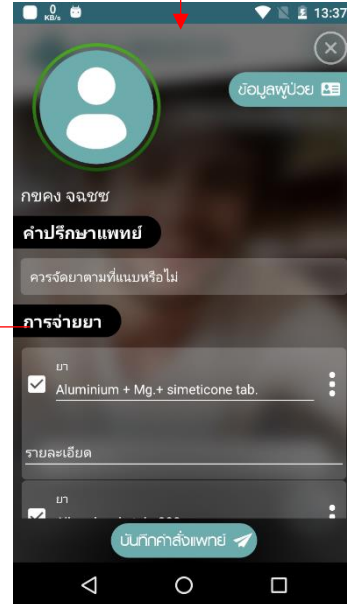 0
KB/s
13:37
ข้อมูลผู้ป่วย
กขคง จฉชซ
คำปรึกษาแพทย์
ควรจัดยาตามที่แนบหรือไม่
การจ่ายยา
ยา
Aluminium + Mg.+ simeticone tab.
รายละเอียด
ยา
บันทึกคำสั่งแพทย์